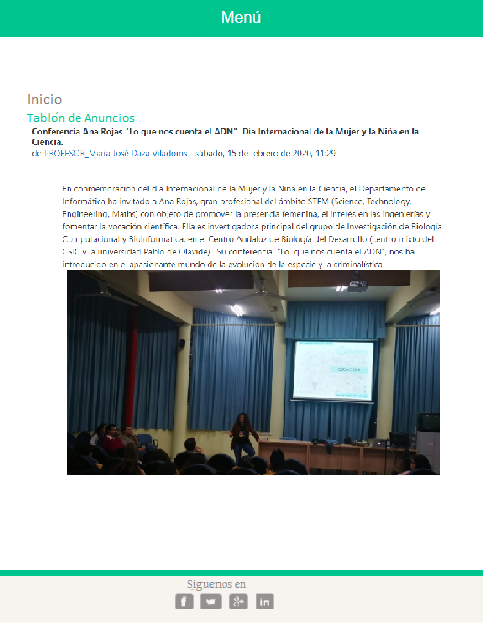 Menú
Inicio
Tablón de Anuncios
Conferencia Ana Rojas "Lo que nos cuenta el ADN". Dia Internacional de la Mujer y la Niña en la
Ciencia.
de PROFESOR_Maria José Daza Viladoms - sábado, 15 de febrero de 2020, 11:29
En conmemoración del día Internacional de la Mujer y la Niña en la Ciencia, el Departamento de
Informática ha invitado a Ana Rojas, gran profesional del ámbito STEM (Science, Technology,
Engineering, Maths) con objeto de promover la presencia femenina, el interés en las ingenierías y
fomentar la vocación científica. Ella es investigadora principal del grupo de Investigación de Biología
Computacional y Bioinformática, en el Centro Andaluz de Biología del Desarrollo (centro mixto del
CSIC y la universidad Pablo de Olavide). Su conferencia, "Lo que nos cuenta el ADN", nos ha
introducido en el apasionante mundo de la evolución de la especie y la criminalística.
Síguenos en